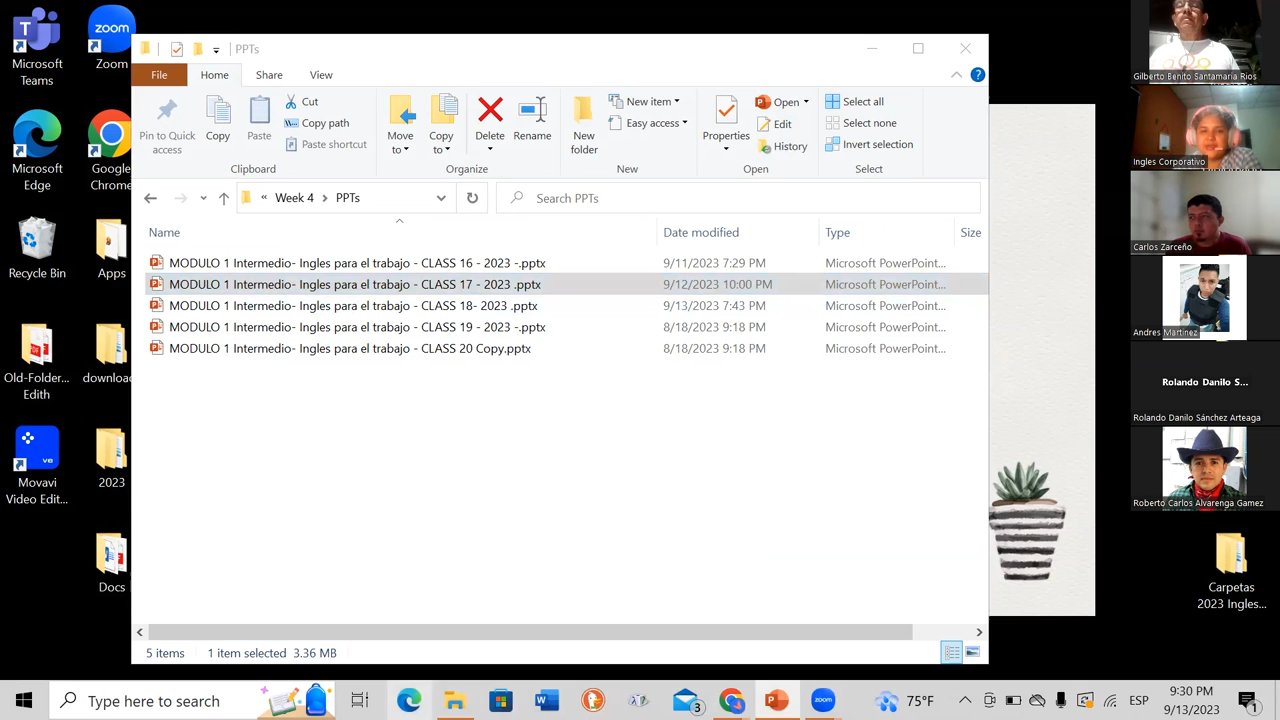 Microsoft
Teams
zoom
Zoom
PPTs
File
Home
Share
View
Pin to Quick
access
Copy
Paste
Cut
Copy path
Paste shortcut
Clipboard
Move
to
Copy
to
Delete
Rename
Organize
New
folder
New item
Easy access
New
Properties
Open
Edit
History
Open
Select all
Select none
Invert selection
Select
« Week 4 > PPTs
Search PPTs
Name
Date modified
Type
Size
MODULO 1 Intermedio- Ingles para el trabajo - CLASS 16 - 2023 -.pptx 9/11/2023 7:29 PM Microsoft PowerPoint...
MODULO 1 Intermedio- Ingles para el trabajo - CLASS 17 - 2023 .pptx 9/12/2023 10:00 PM Microsoft PowerPoint...
MODULO 1 Intermedio- Ingles para el trabajo - CLASS 18- 2023 .pptx 9/13/2023 7:43 PM Microsoft PowerPoint...
MODULO 1 Intermedio- Ingles para el trabajo - CLASS 19 - 2023 -.pptx 8/18/2023 9:18 PM Microsoft PowerPoint...
MODULO 1 Intermedio- Ingles para el trabajo - CLASS 20 Copy.pptx 8/18/2023 9:18 PM Microsoft PowerPoint...
5 items 1 item selected 3.36 MB
Microsoft
Edge
Google
Chrome
Recycle Bin
Apps
Old-Folder...
Edith
download
Movavi
Video Edit...
2023
Docs
Gilberto Benito Santamaria Rios
Ingles Corporativo
Carlos Zarceño
Andres Martinez
Rolando Danilo S...
Rolando Danilo Sánchez Arteaga
Roberto Carlos Alvarenga Gamez
Carpetas
2023 Ingles...
Type here to search
3
zoom
75°F
ESP
9:30 PM
9/13/2023
1